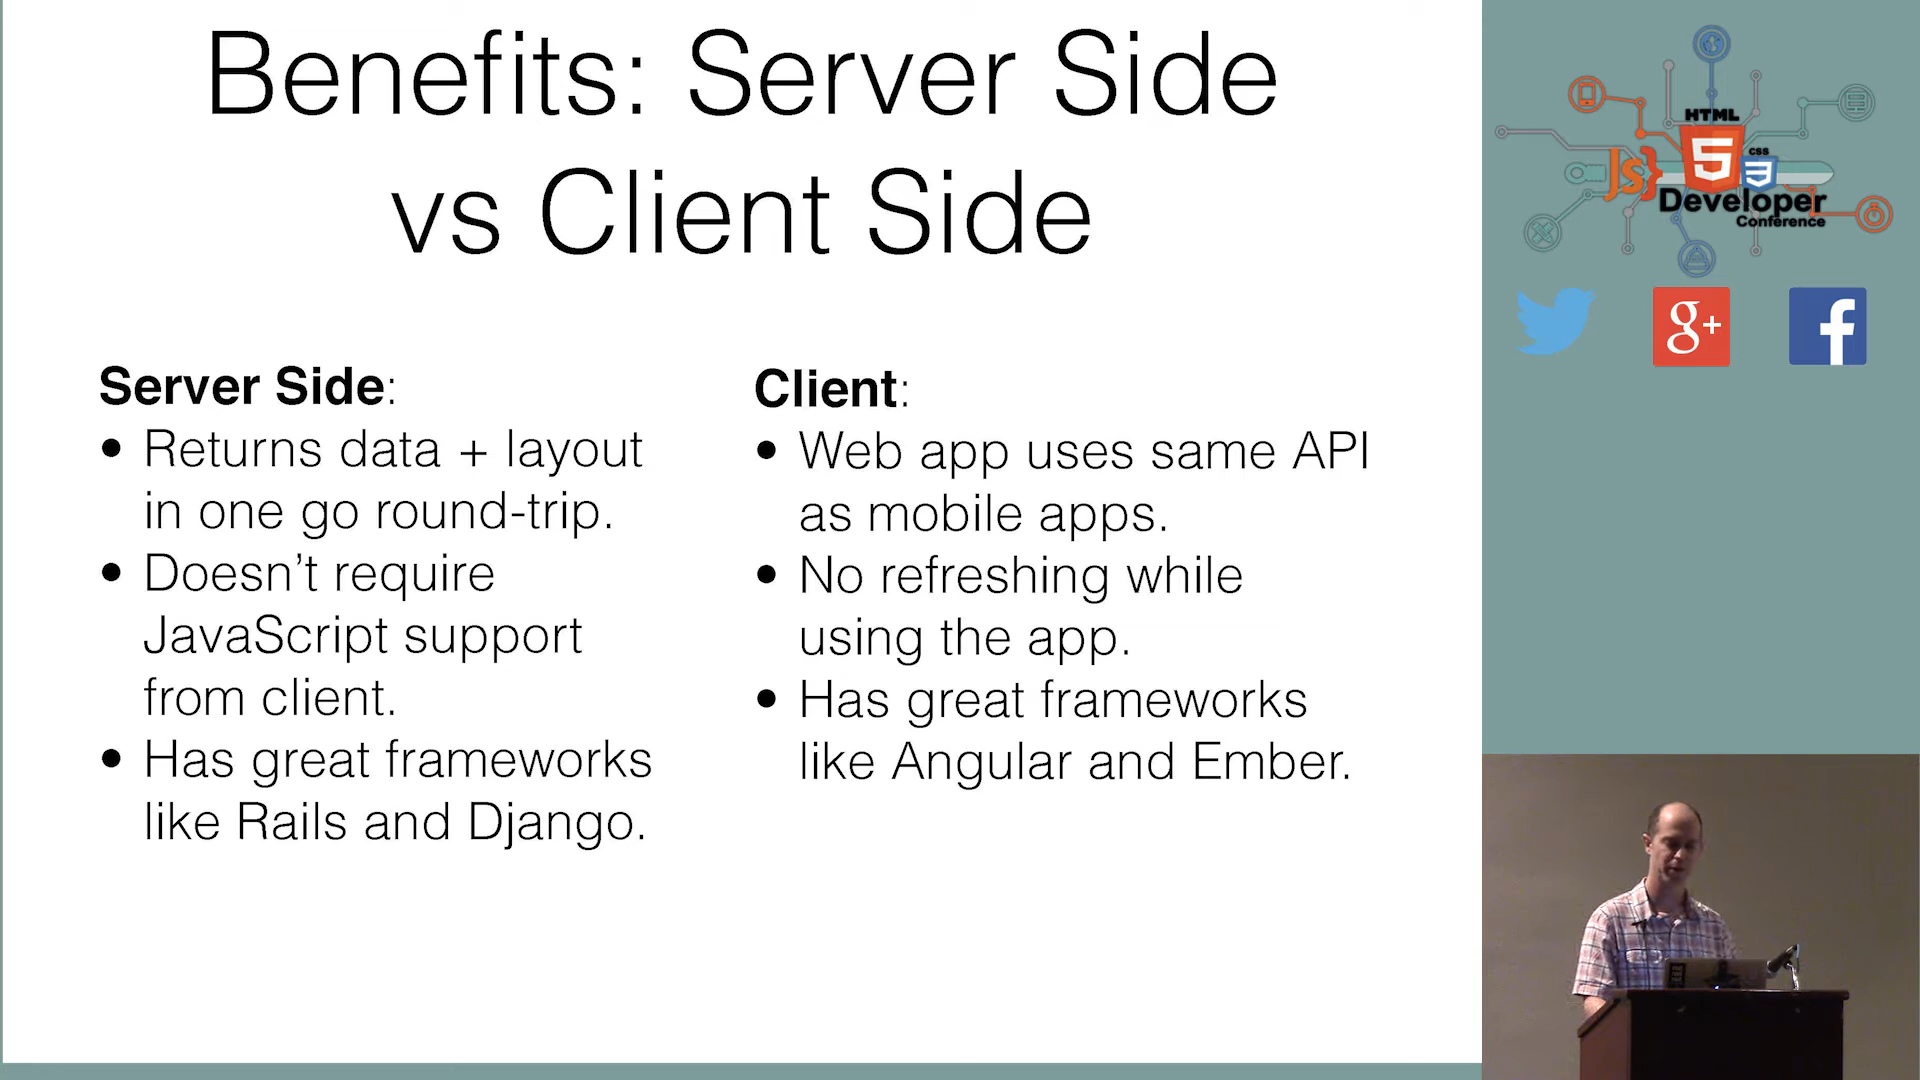 Benefits: Server Side
vs Client Side
Server Side:
• Returns data + layout
in one go round-trip.
• Doesn’t require
JavaScript support
from client.
• Has great frameworks
like Rails and Django.
Client:
• Web app uses same API
as mobile apps.
• No refreshing while
using the app.
• Has great frameworks
like Angular and Ember.
HTML
5
JS}
CSS
3
Developer
Conference
g+
f